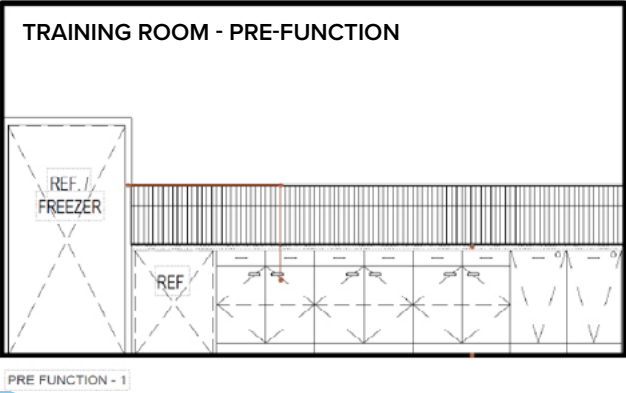 TRAINING ROOM - PRE-FUNCTION
REF. /
FREEZER
REF.
PRE FUNCTION - 1